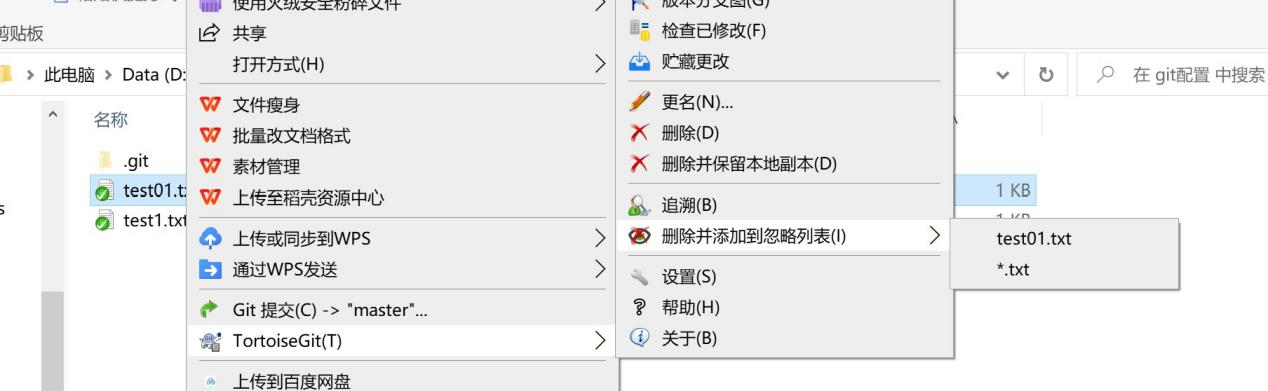 使用火绒安全粉碎文件
共享
打开方式(H)
文件瘦身
批量改文档格式
素材管理
上传至稻壳资源中心
上传或同步到WPS
通过WPS发送
Git 提交(C) -> "master"...
TortoiseGit(T)
上传到百度网盘
版本分支图(G)
检查已修改(F)
贮藏更改
更名(N)...
删除(D)
删除并保留本地副本(D)
追溯(B)
删除并添加到忽略列表(I)
设置(S)
帮助(H)
关于(B)
test01.txt
*.txt
剪贴板
此电脑
Data (D:
在 git配置 中搜索
名称
.git
test01.t
1 KB
test1.txt
1 KB
s